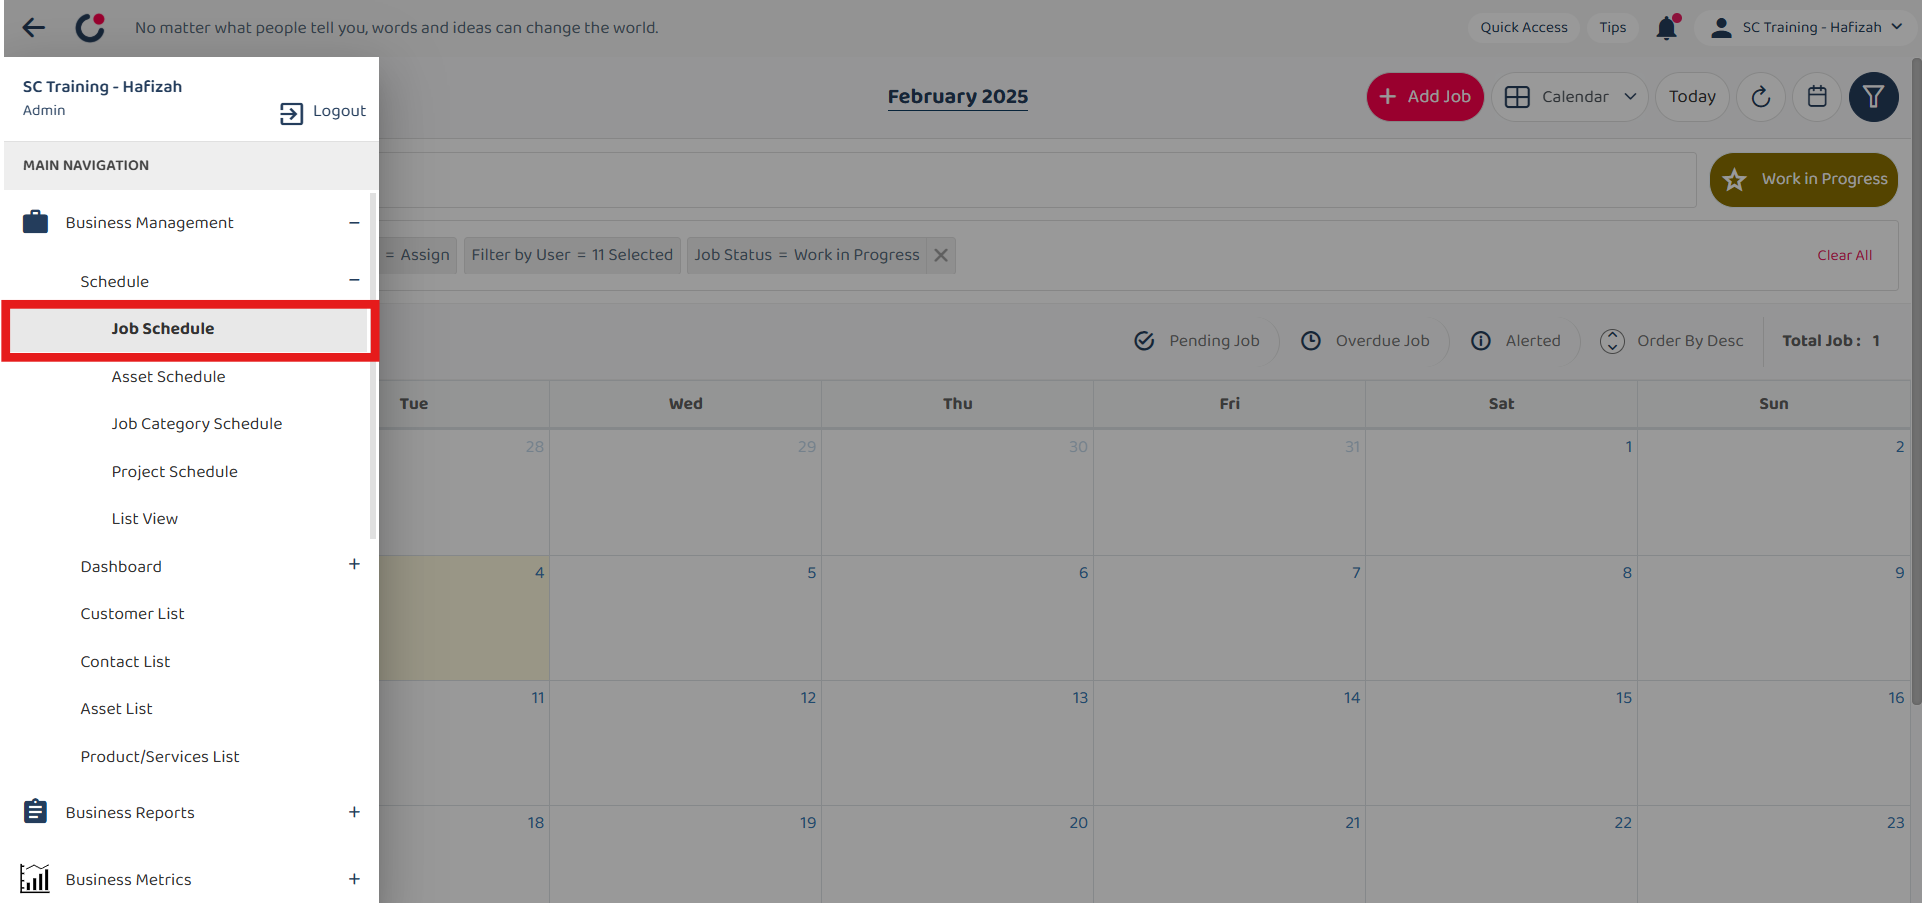 No matter what people tell you, words and ideas can change the world.
Quick Access
Tips
SC Training - Hafizah
SC Training - Hafizah
Admin
Logout
MAIN NAVIGATION
Business Management
Schedule
Job Schedule
Asset Schedule
Job Category Schedule
Project Schedule
List View
Dashboard
Customer List
Contact List
Asset List
Product/Services List
Business Reports
Business Metrics
February 2025
+ Add Job
Calendar
Today
Work in Progress
= Assign
Filter by User = 11 Selected
Job Status = Work in Progress
Clear All
Pending Job
Overdue Job
Alerted
Order By Desc
Total Job : 1
Tue Wed Thu Fri Sat Sun
28 29 30 31 1 2
4 5 6 7 8 9
11 12 13 14 15 16
18 19 20 21 22 23